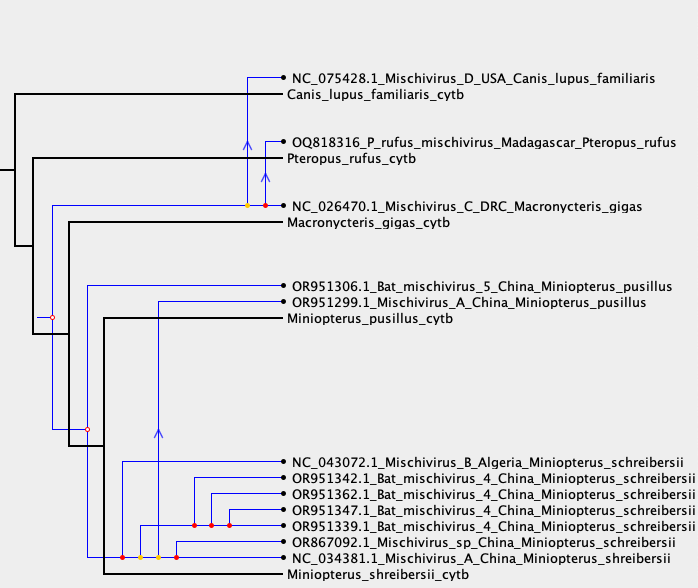 NC_075428.1_Mischivirus_D_USA_Canis_lupus_familiaris
Canis_lupus_familiaris_cytb
OQ818316_P_rufus_mischivirus_Madagascar_Pteropus_rufus
Pteropus_rufus_cytb
NC_026470.1_Mischivirus_C_DRC_Macronycteris_gigas
Macronycteris_gigas_cytb
OR951306.1_Bat_mischivirus_5_China_Miniopterus_pusillus
OR951299.1_Mischivirus_A_China_Miniopterus_pusillus
Miniopterus_pusillus_cytb
NC_043072.1_Mischivirus_B_Algeria_Miniopterus_schreibersii
OR951342.1_Bat_mischivirus_4_China_Miniopterus_schreibersii
OR951362.1_Bat_mischivirus_4_China_Miniopterus_schreibersii
OR951347.1_Bat_mischivirus_4_China_Miniopterus_schreibersii
OR951339.1_Bat_mischivirus_4_China_Miniopterus_schreibersii
OR867092.1_Mischivirus_sp_China_Miniopterus_schreibersii
NC_034381.1_Mischivirus_A_China_Miniopterus_shreibersii
Miniopterus_shreibersii_cytb